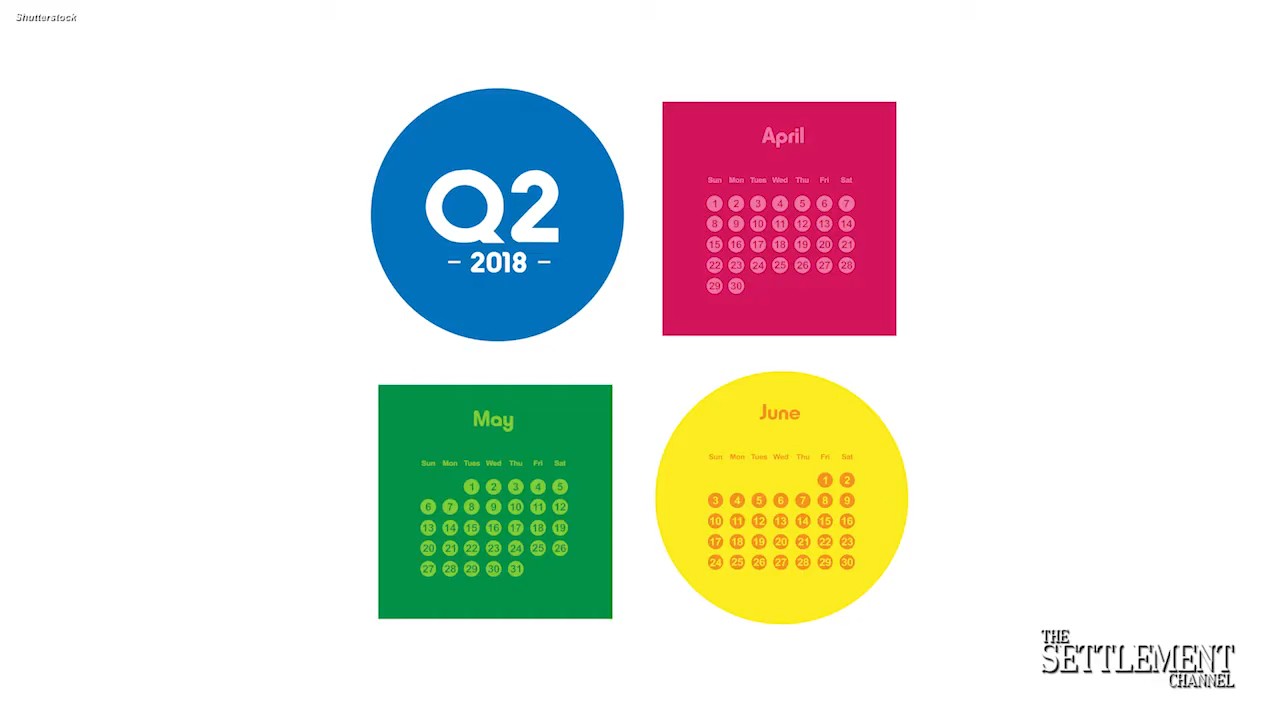 Shutterstock
Q2
- 2018 -
April
Sun Mon Tues Wed Thu Fri Sat
1 2 3 4 5 6 7
8 9 10 11 12 13 14
15 16 17 18 19 20 21
22 23 24 25 26 27 28
29 30
May
Sun Mon Tues Wed Thu Fri Sat
1 2 3 4 5
6 7 8 9 10 11 12
13 14 15 16 17 18 19
20 21 22 23 24 25 26
27 28 29 30 31
June
Sun Mon Tues Wed Thu Fri Sat
1 2
3 4 5 6 7 8 9
10 11 12 13 14 15 16
17 18 19 20 21 22 23
24 25 26 27 28 29 30
THE
SETTLEMENT
CHANNEL